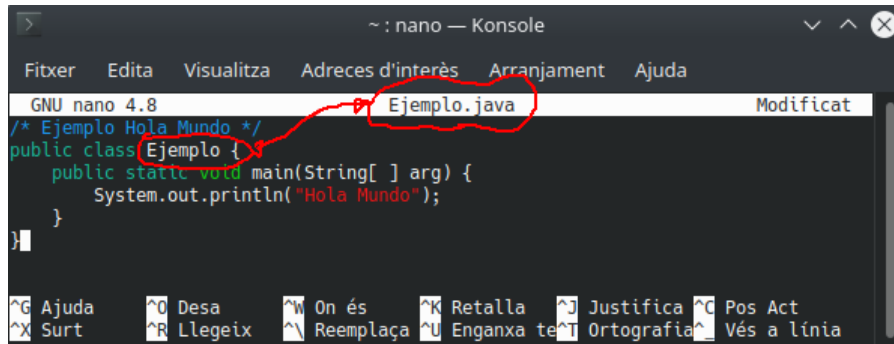 ~ : nano — Konsole
Fitxer Edita Visualitza Adreces d'interès Arranjament Ajuda
GNU nano 4.8 Ejemplo.java Modificat
/* Ejemplo Hola Mundo */
public class Ejemplo {
    public static void main(String[ ] arg) {
        System.out.println("Hola Mundo");
    }
}
^G Ajuda ^O Desa ^W On és ^K Retalla ^J Justifica ^C Pos Act
^X Surt ^R Llegeix ^\ Reemplaça ^U Enganxa te^T Ortografia^_ Vés a línia